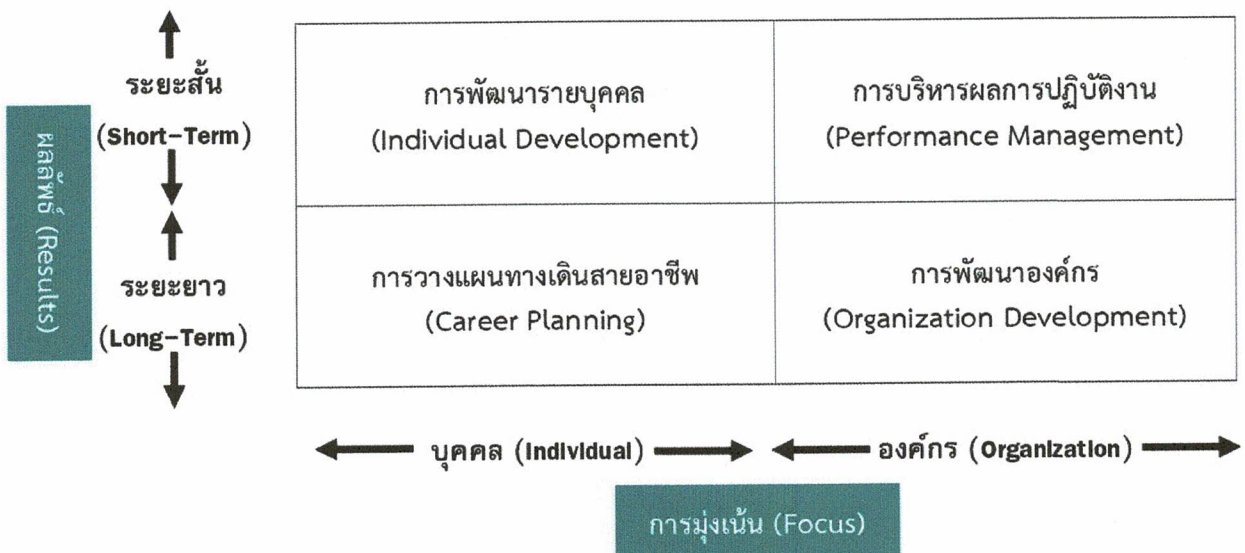 ผลลัพธ์ (Results)
ระยะสั้น
(Short-Term)
ระยะยาว
(Long-Term)
การพัฒนารายบุคคล
(Individual Development)
การบริหารผลการปฏิบัติงาน
(Performance Management)
การวางแผนทางเดินสายอาชีพ
(Career Planning)
การพัฒนาองค์กร
(Organization Development)
บุคคล (Individual)
องค์กร (Organization)
การมุ่งเน้น (Focus)